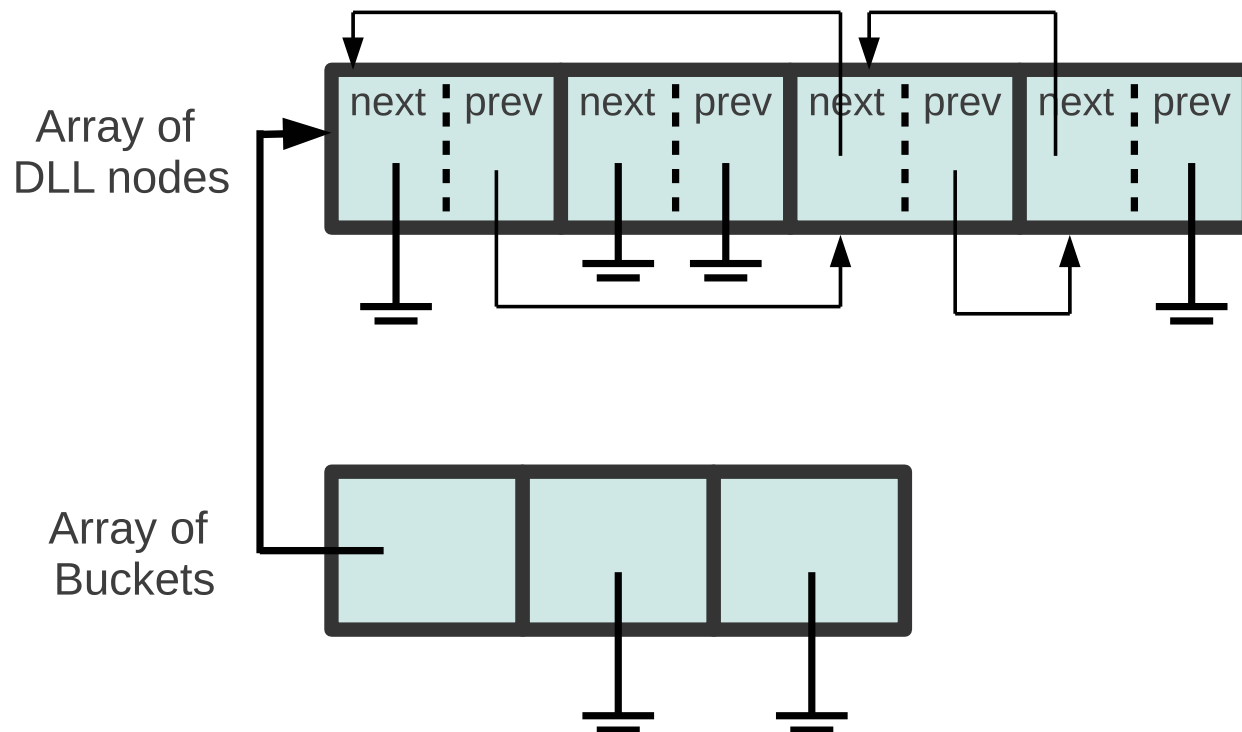 Array of
DLL nodes
next prev next prev next prev next prev
Array of
Buckets